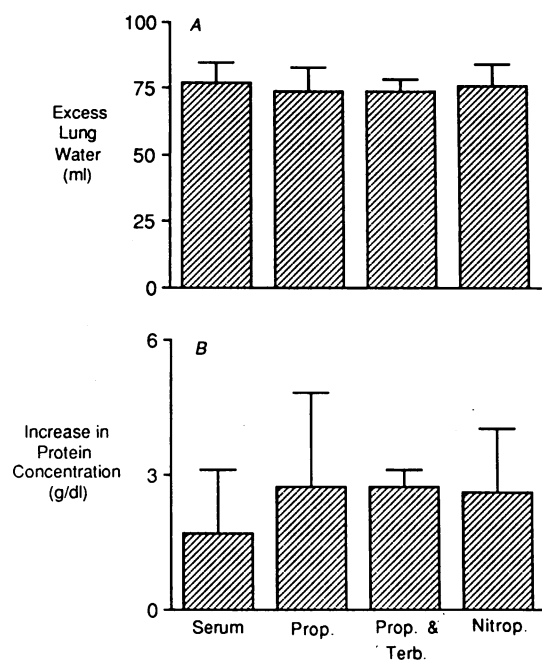 A
100
75
50
25
0
Excess
Lung
Water
(ml)
B
6
3
0
Increase in
Protein
Concentration
(g/dl)
Serum
Prop.
Prop. &
Terb.
Nitrop.